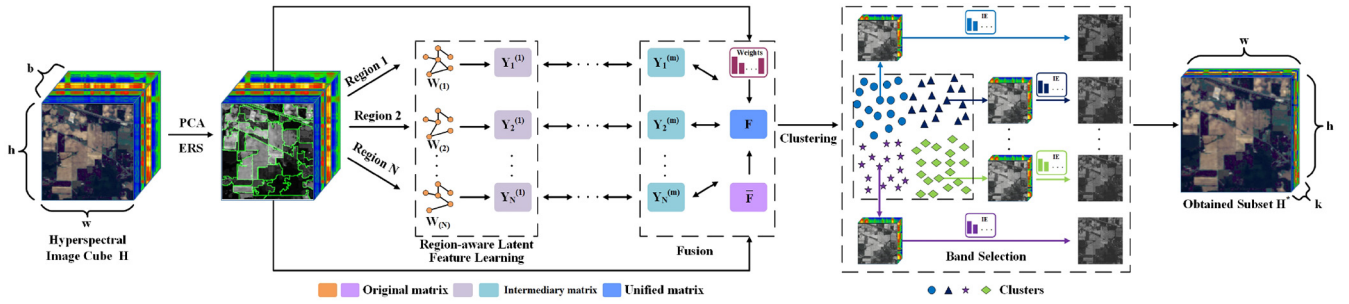 b
h
w
Hyperspectral
Image Cube H
PCA
ERS
Region 1
Region 2
Region N
W(1)
W(2)
W(N)
Y1(1)
Y2(1)
YN(1)
Region-aware Latent
Feature Learning
Y1(m)
Y2(m)
YN(m)
Weights
F
F̅
Fusion
Clustering
IE
IE
IE
IE
Band Selection
w
h
k
Obtained Subset H*
Original matrix
Intermediary matrix
Unified matrix
Clusters